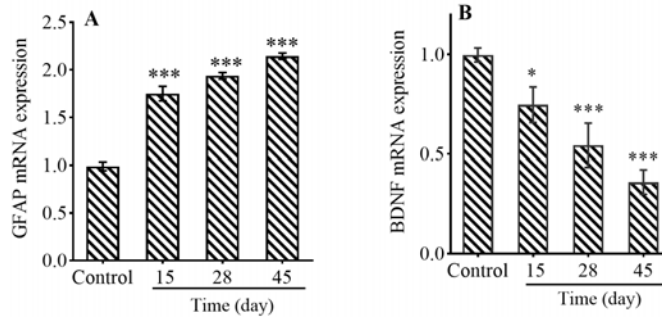 A
GFAP mRNA expression
2.5
2.0
1.5
1.0
0.5
0.0
***
***
***
Control
15
28
45
Time (day)
B
BDNF mRNA expression
1.0
0.5
0.0
*
***
***
Control
15
28
45
Time (day)